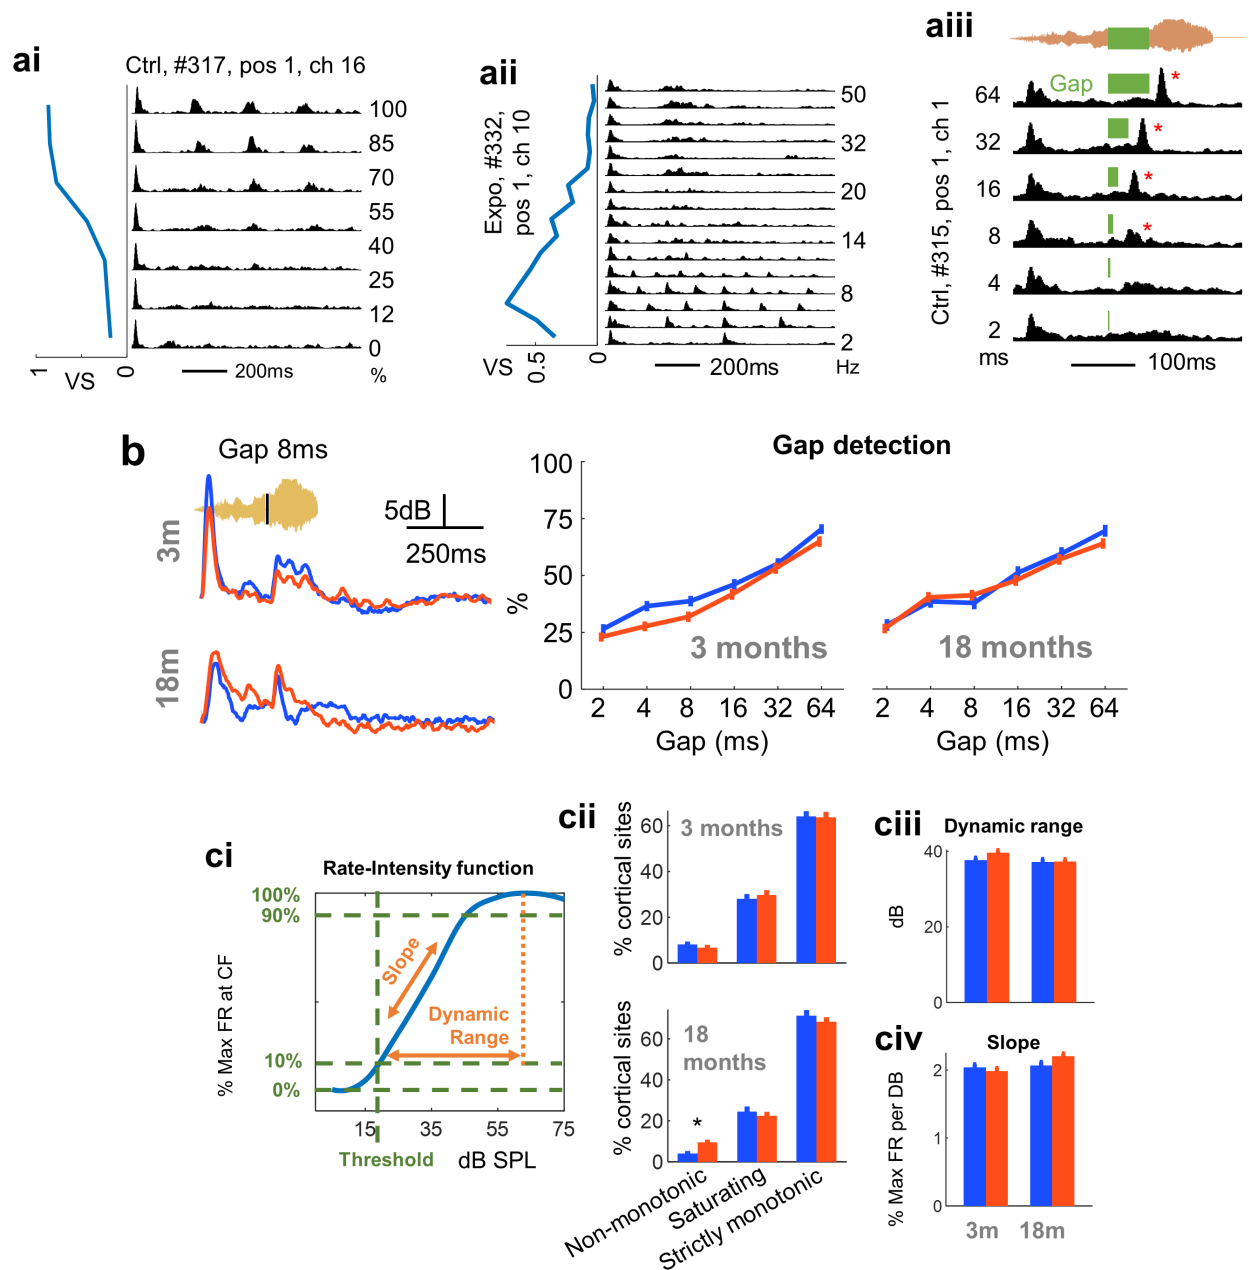 ai
Ctrl, #317, pos 1, ch 16
100
85
70
55
40
25
12
0
%
1
VS
0
200ms
aii
Expo, #332,
pos 1, ch 10
50
32
20
14
8
2
Hz
VS
0.5
0
200ms
aiii
Ctrl, #315, pos 1, ch 1
Gap
64
*
32
*
16
*
8
*
4
2
ms
100ms
b
Gap 8ms
3m
18m
5dB
250ms
Gap detection
%
100
75
50
25
0
3 months
2 4 8 16 32 64
Gap (ms)
18 months
2 4 8 16 32 64
Gap (ms)
ci
Rate-Intensity function
% Max FR at CF
100%
90%
10%
0%
Slope
Dynamic
Range
15 35 55 75
Threshold
dB SPL
cii
% cortical sites
60
40
20
0
3 months
% cortical sites
60
40
20
0
18
months
*
Non-monotonic
Saturating
Strictly monotonic
ciii
Dynamic range
dB
40
20
0
civ
Slope
% Max FR per DB
2
1
0
3m 18m